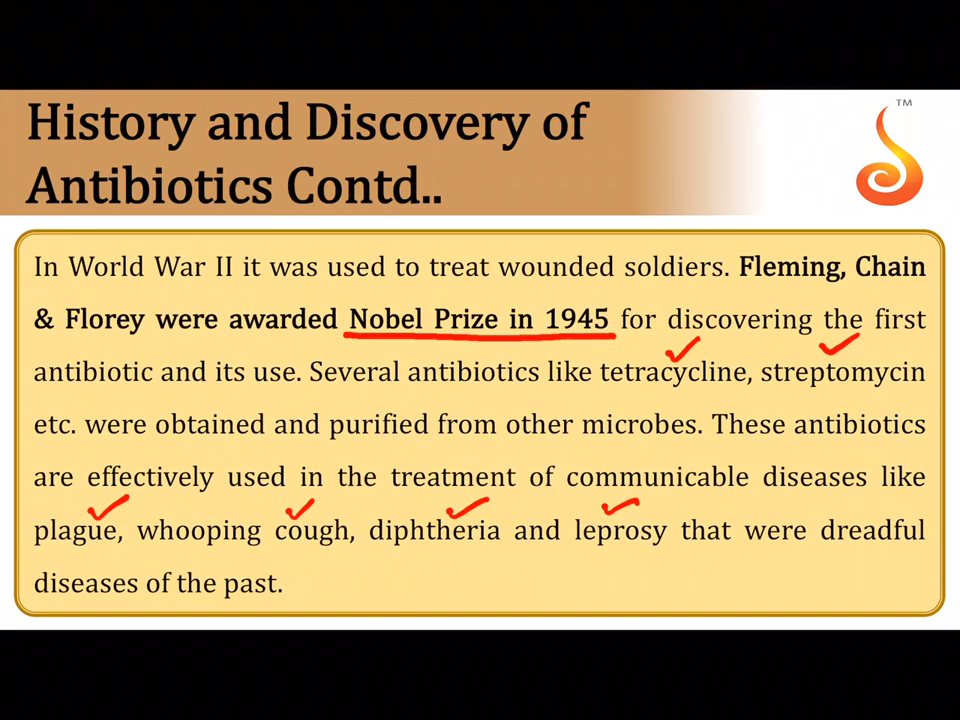 History and Discovery of
Antibiotics Contd..
TM
In World War II it was used to treat wounded soldiers. Fleming, Chain
& Florey were awarded Nobel Prize in 1945 for discovering the first
antibiotic and its use. Several antibiotics like tetracycline, streptomycin
etc. were obtained and purified from other microbes. These antibiotics
are effectively used in the treatment of communicable diseases like
plague, whooping cough, diphtheria and leprosy that were dreadful
diseases of the past.